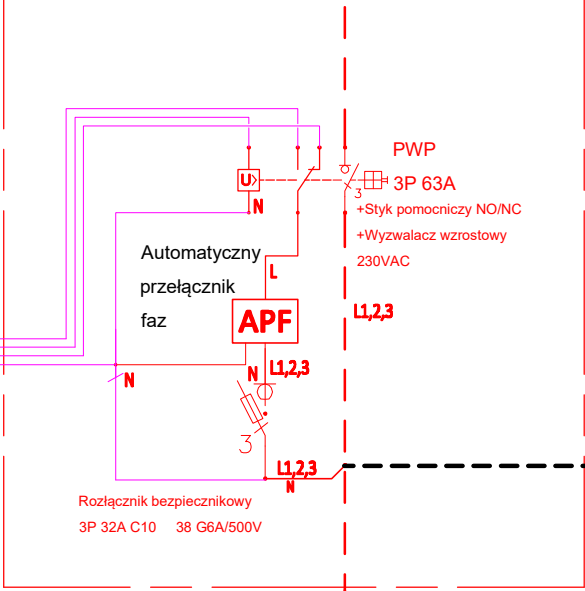 PWP
U>
3P 63A
3
N
+Styk pomocniczy NO/NC
+Wyzwalacz wzrostowy
230VAC
Automatyczny
przełącznik
faz
L
APF
L1,2,3
N
L1,2,3
N
3
L1,2,3
N
Rozłącznik bezpiecznikowy
3P 32A C10 38 G6A/500V